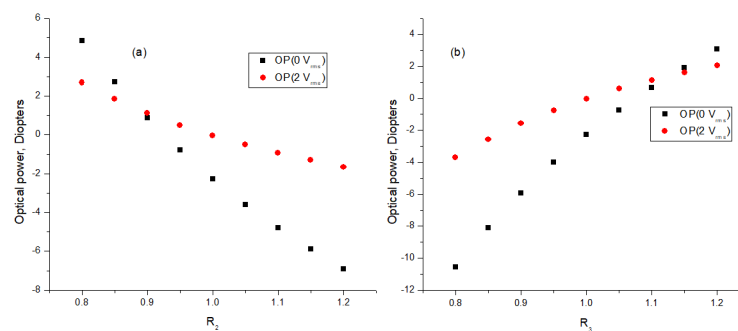 (a)
OP(0 Vrms)
OP(2 Vrms)
Optical power, Diopters
6
4
2
0
-2
-4
-6
-8
0.8 0.9 1.0 1.1 1.2
R2
(b)
OP(0 Vrms)
OP(2 Vrms)
Optical power, Diopters
4
2
0
-2
-4
-6
-8
-10
-12
0.8 0.9 1.0 1.1 1.2
R3